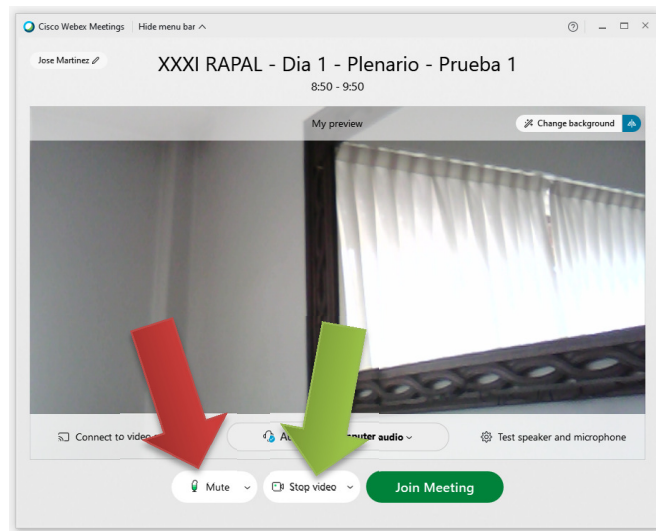 Cisco Webex Meetings Hide menu bar
Jose Martinez
XXXI RAPAL - Dia 1 - Plenario - Prueba 1
8:50 - 9:50
My preview Change background
Connect to video audio Test speaker and microphone
Mute Stop video Join Meeting